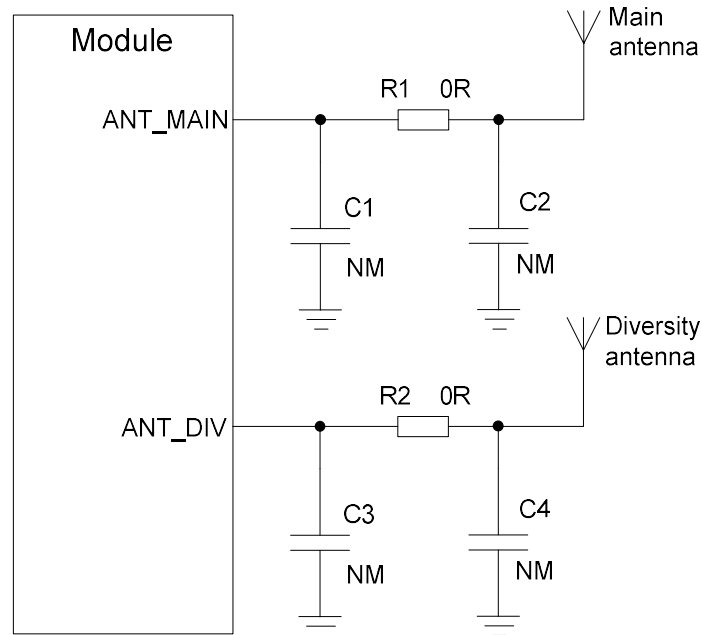 Module
Main
antenna
R1 0R
ANT_MAIN
C1
C2
NM
NM
Diversity
antenna
R2 0R
ANT_DIV
C3
C4
NM
NM